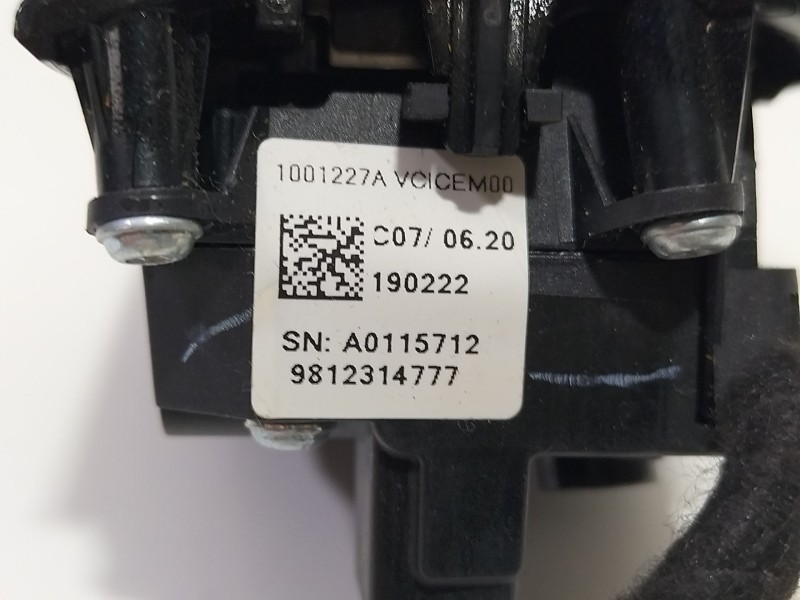 1001227A VCICEM00
C07/ 06.20
190222
SN: A0115712
9812314777